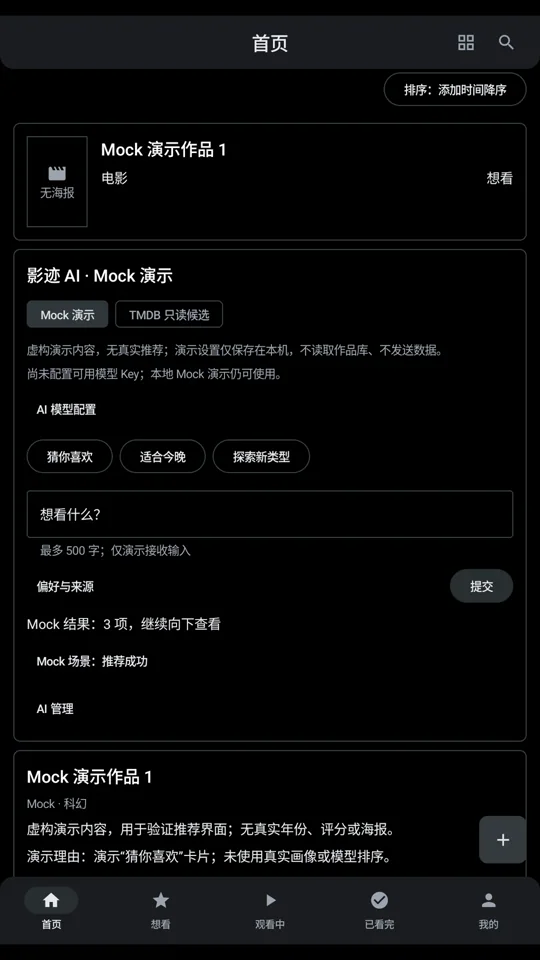 首页
排序：添加时间降序
无海报
Mock 演示作品 1
电影
想看
影迹 AI · Mock 演示
Mock 演示
TMDB 只读候选
虚构演示内容，无真实推荐；演示设置仅保存在本机，不读取作品库、不发送数据。
尚未配置可用模型 Key；本地 Mock 演示仍可使用。
AI 模型配置
猜你喜欢
适合今晚
探索新类型
想看什么？
最多 500 字；仅演示接收输入
偏好与来源
提交
Mock 结果：3 项，继续向下查看
Mock 场景：推荐成功
AI 管理
Mock 演示作品 1
Mock · 科幻
虚构演示内容，用于验证推荐界面；无真实年份、评分或海报。
演示理由：演示“猜你喜欢”卡片；未使用真实画像或模型排序。
首页
想看
观看中
已看完
我的